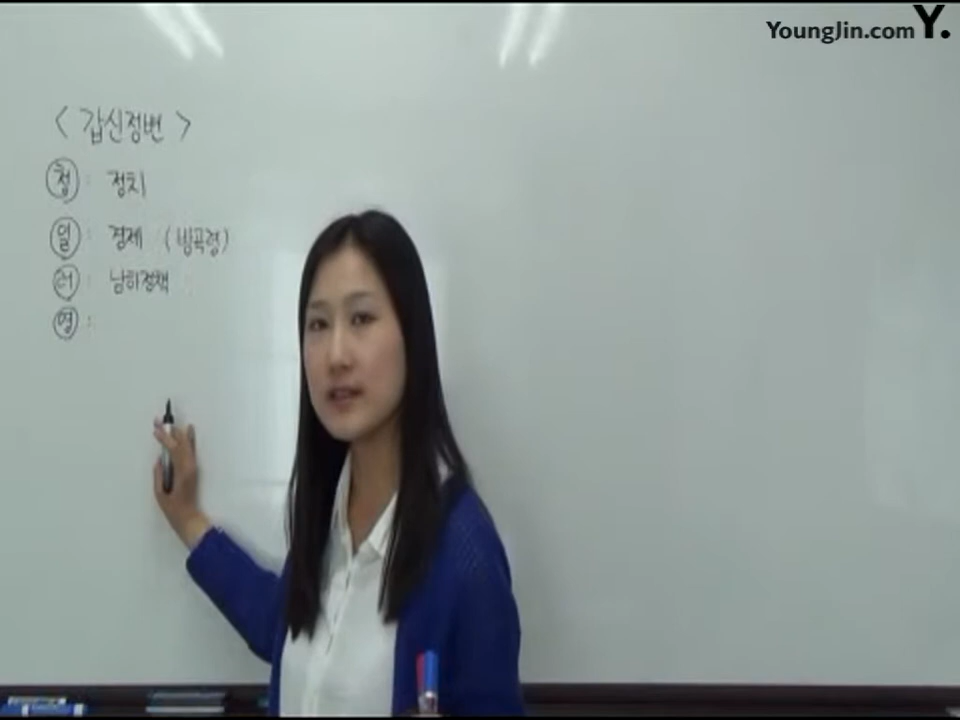 YoungJin.com Y.
< 갑신정변 >
청 : 정치
일 : 경제 (방곡령)
러 : 남하정책
영 :